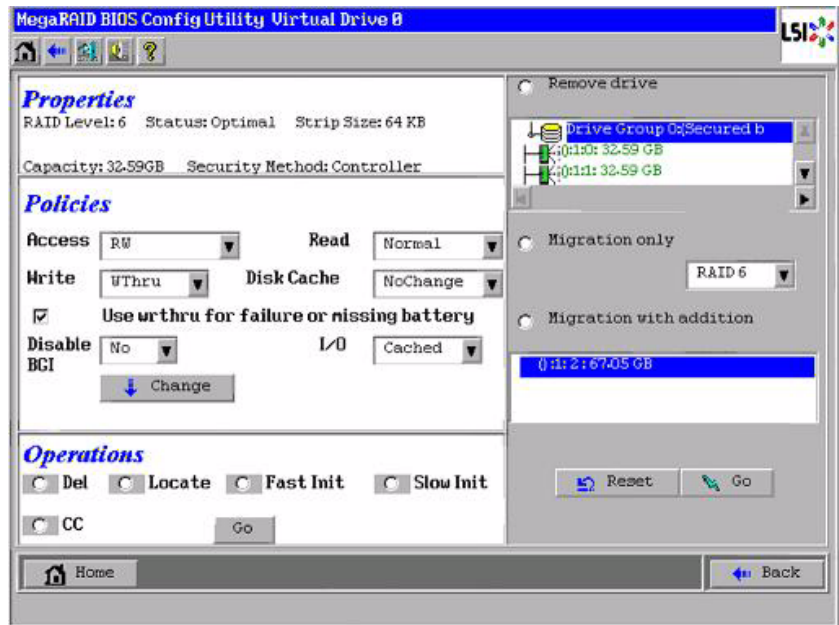 MegaRAID BIOS Config Utility Virtual Drive 0
LSI
Properties
RAID Level: 6 Status: Optimal Strip Size: 64 KB
Capacity: 32.59GB Security Method: Controller
Policies
Access RW Read Normal
Write WThru Disk Cache NoChange
Use wrthru for failure or missing battery
Disable BGI No I/O Cached
Change
Operations
Del Locate Fast Init Slow Init
CC Go
Remove drive
Drive Group 0:(Secured b
0:1:0: 32.59 GB
0:1:1: 32.59 GB
Migration only
RAID 6
Migration with addition
0:1:2: 67.05 GB
Reset Go
Home Back